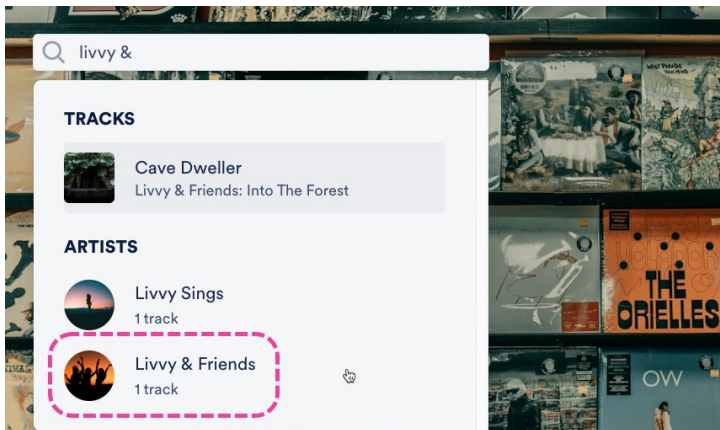 livvy &
TRACKS
Cave Dweller
Livvy & Friends: Into The Forest
ARTISTS
Livvy Sings
1 track
Livvy & Friends
1 track
THE
ORIELLES
OW